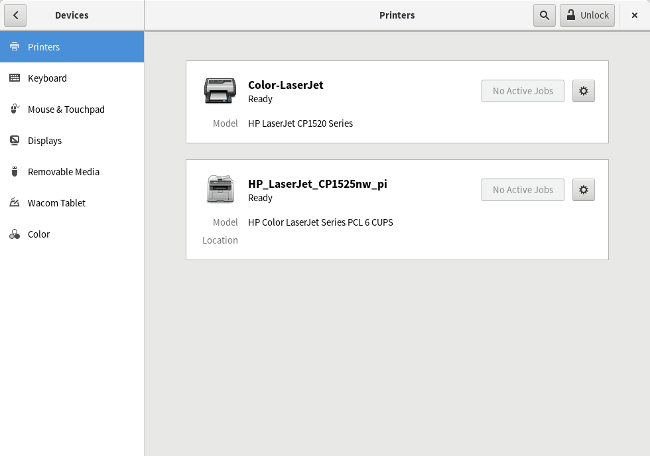 Devices
Printers
Unlock
Printers
Keyboard
Mouse & Touchpad
Displays
Removable Media
Wacom Tablet
Color
Color-LaserJet
Ready
No Active Jobs
Model HP LaserJet CP1520 Series
HP_LaserJet_CP1525nw_pi
Ready
No Active Jobs
Model HP Color LaserJet Series PCL 6 CUPS
Location